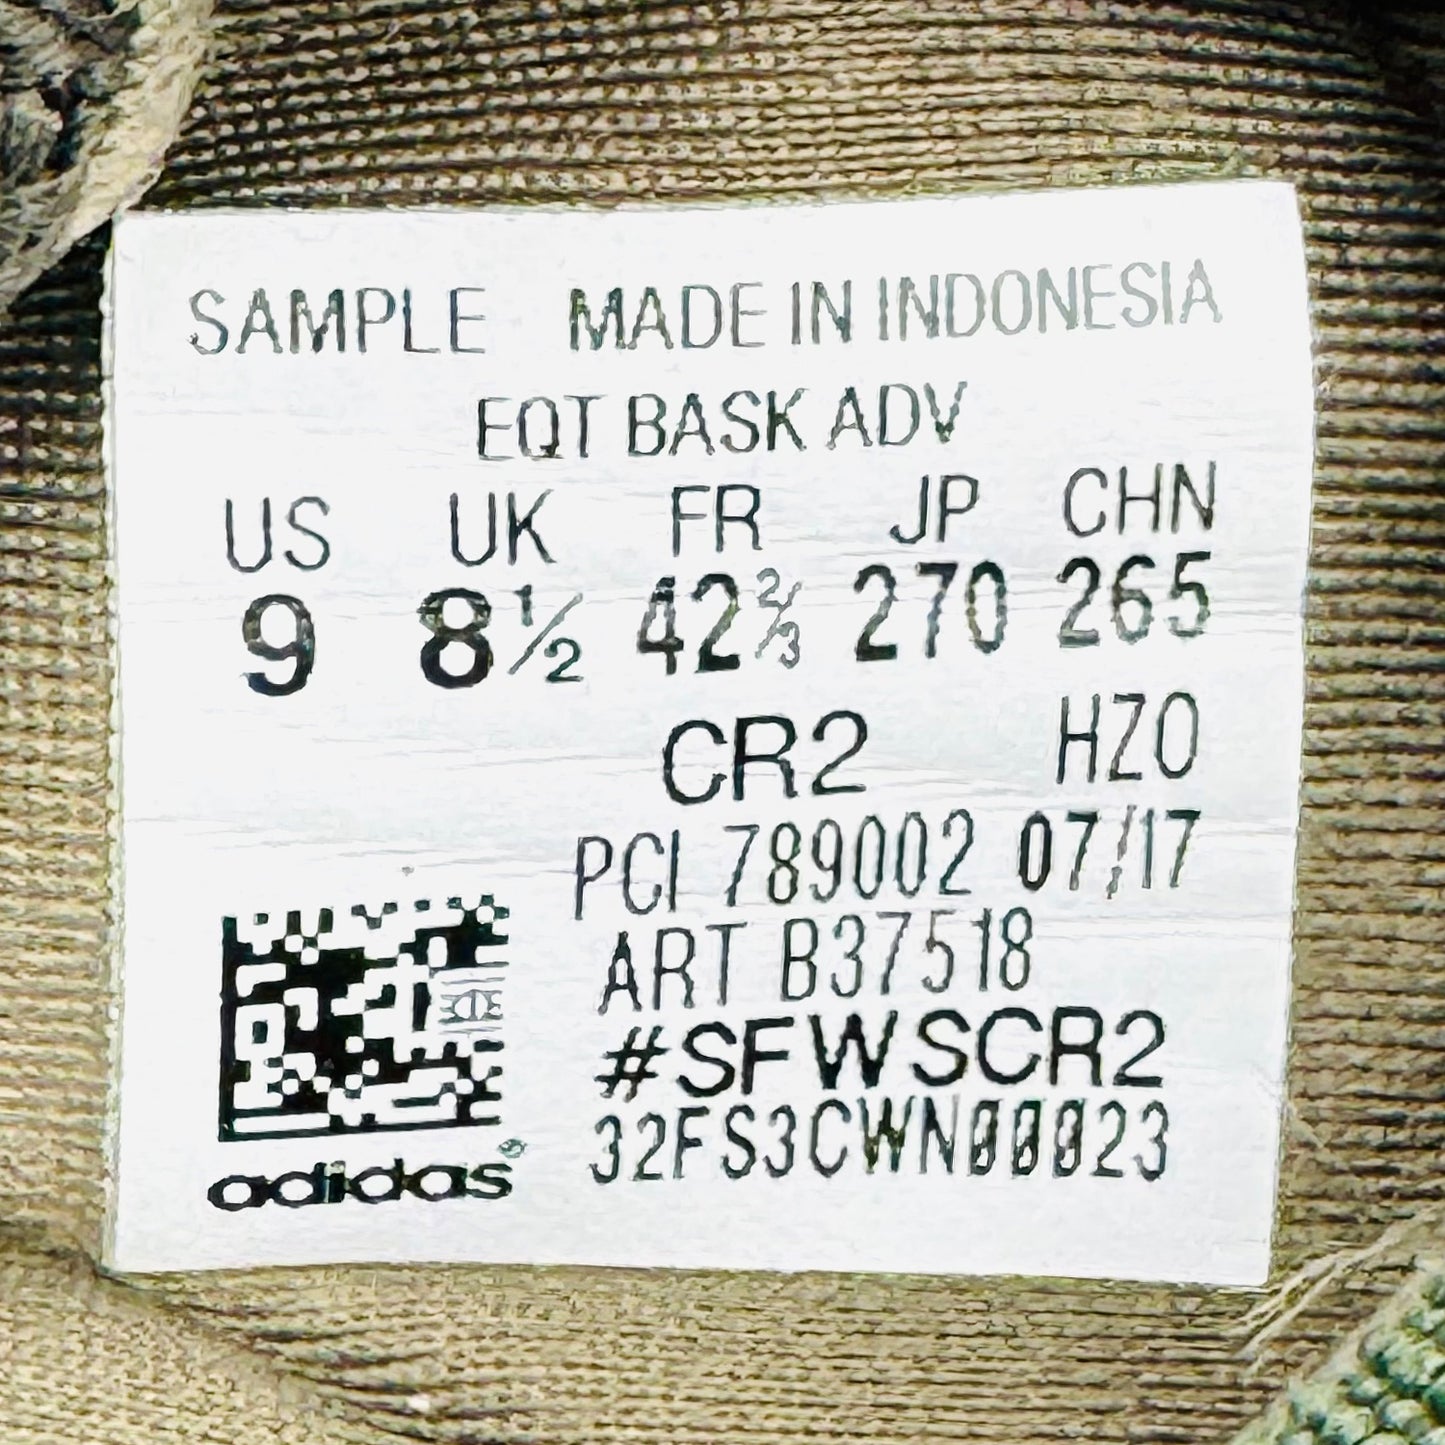 SAMPLE MADE IN INDONESIA
EQT BASK ADV
US UK FR JP CHN
9 8½ 42⅔ 270 265
CR2 HZO
PCI 789002 07/17
ART B37518
#SFWSCR2
32FS3CWN00023
adidas